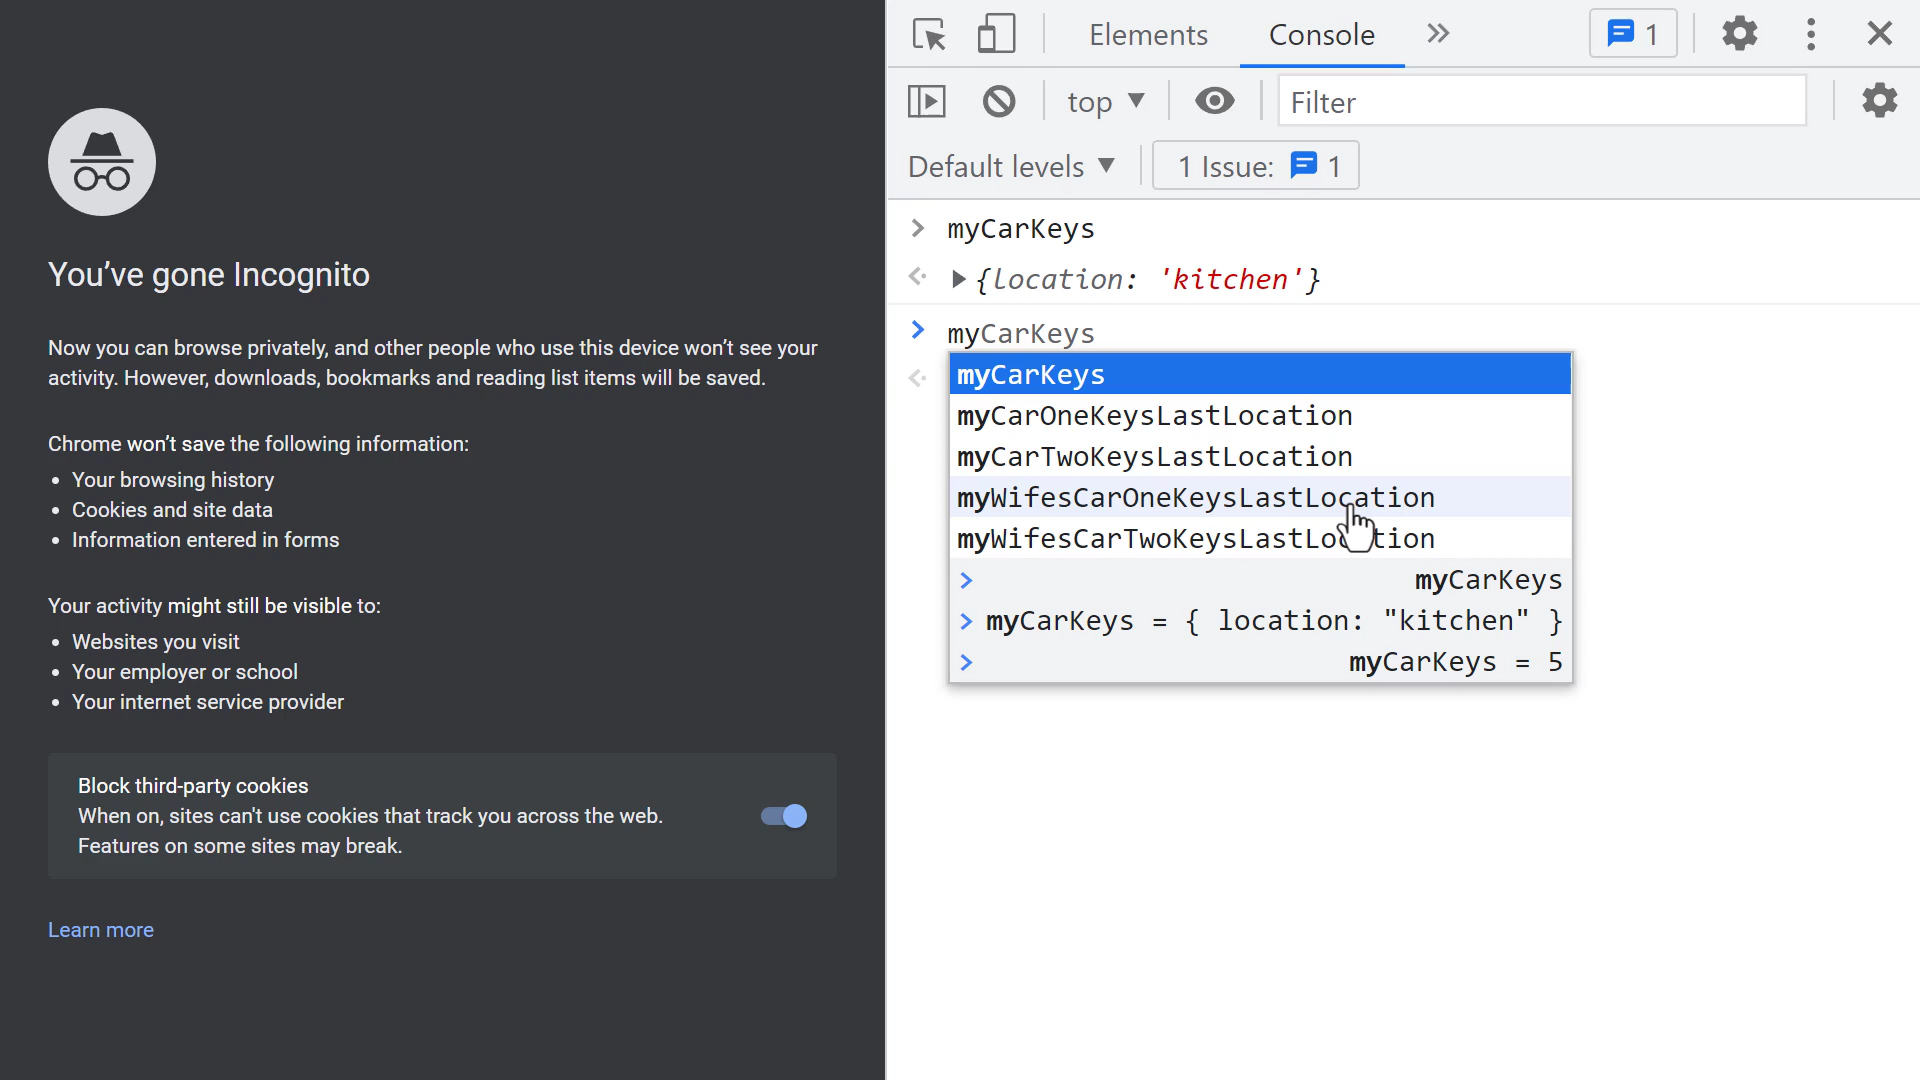 You've gone Incognito
Now you can browse privately, and other people who use this device won't see your
activity. However, downloads, bookmarks and reading list items will be saved.
Chrome won't save the following information:
• Your browsing history
• Cookies and site data
• Information entered in forms
Your activity might still be visible to:
• Websites you visit
• Your employer or school
• Your internet service provider
Block third-party cookies
When on, sites can't use cookies that track you across the web.
Features on some sites may break.
Learn more
Elements Console » 1
top ▼ Filter
Default levels ▼ 1 Issue: 1
> myCarKeys
{location: 'kitchen'}
> myCarKeys
myCarKeys
myCarOneKeysLastLocation
myCarTwoKeysLastLocation
myWifesCarOneKeysLastLocation
myWifesCarTwoKeysLastLocation
> myCarKeys
> myCarKeys = { location: "kitchen" }
> myCarKeys = 5